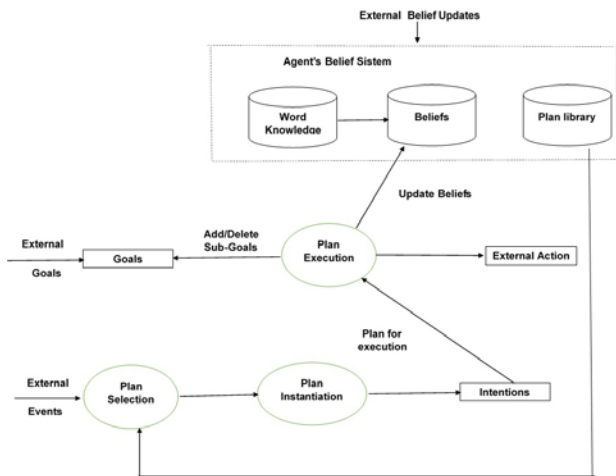 External Belief Updates
Agent's Belief Sistem
Word
Knowledge
Beliefs
Plan library
Update Beliefs
External
Goals
Goals
Add/Delete
Sub-Goals
Plan
Execution
External Action
Plan for
execution
External
Events
Plan
Selection
Plan
Instantiation
Intentions